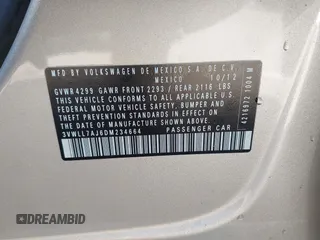 MFD. BY VOLKSWAGEN DE MEXICO S.A. DE C.V.
MEXICO 10/12
GVWR 4299 GAWR FRONT 2293 / REAR 2116 LBS
THIS VEHICLE CONFORMS TO ALL APPLICABLE U.S.
FEDERAL MOTOR VEHICLE SAFETY, BUMPER AND
THEFT PREVENTION STANDARDS IN EFFECT ON THE
DATE OF MANUFACTURE SHOWN ABOVE.
3VWLL7AJ6DM234664 PASSENGER CAR
4216972 2004 M
DREAMBID